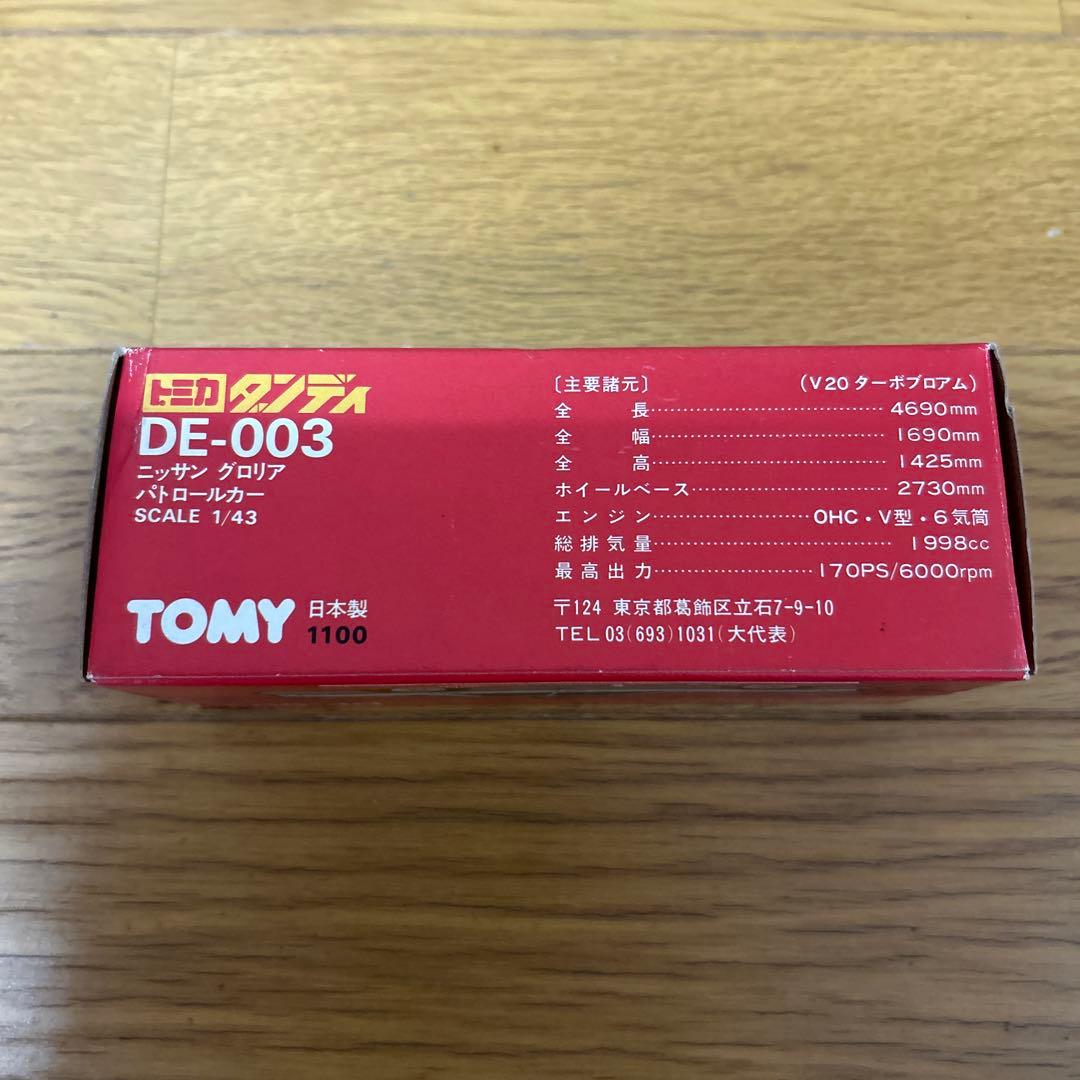 トミカ ダンディ
DE-003
ニッサン グロリア
パトロールカー
SCALE 1/43
TOMY 日本製
1100
〔主要諸元〕 (V20 ターボブロアム)
全長 4690mm
全幅 1690mm
全高 1425mm
ホイールベース 2730mm
エンジン OHC・V型・6気筒
総排気量 1998cc
最高出力 170PS/6000rpm
〒124 東京都葛飾区立石7-9-10
TEL 03(693)1031(大代表)